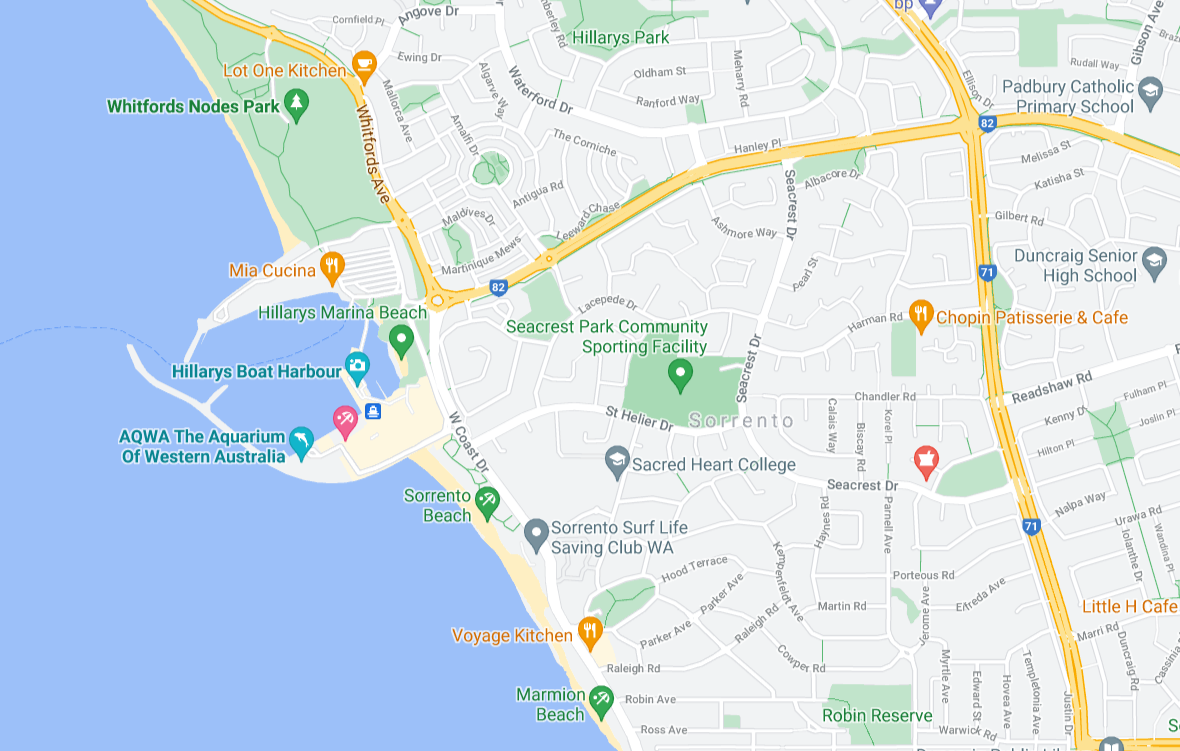 bp
Cornfield Pl
Angove Dr
Hillarys Park
Ewing Dr
Lot One Kitchen
Oldham St
Meharry Rd
Rudall Way
Gibson Ave
Ellison Dr
Padbury Catholic
Primary School
Whitfords Nodes Park
Mallorca Ave
Algarve Way
Waterford Dr
Ranford Way
82
Whitfords Ave
Amalfi Dr
The Corniche
Hanley Pl
Melissa St
Katisha St
Albacore Dr
Seacrest Dr
Antigua Rd
Maldives Dr
Leeward Chase
Gilbert Rd
Ashmore Way
Martinique Mews
Mia Cucina
Pearl St
71
Duncraig Senior
High School
82
Lacepede Dr
Hillarys Marina Beach
Harman Rd
Chopin Patisserie & Cafe
Seacrest Park Community
Sporting Facility
Seacrest Dr
Hillarys Boat Harbour
Readshaw Rd
Chandler Rd
Fulham Pl
St Helier Dr
Sorrento
Calais Way
Biscay Rd
Korel Pl
Kenny Dr
Joslin Pl
W Coast Dr
AQWA The Aquarium
Of Western Australia
Hilton Pl
Sacred Heart College
Seacrest Dr
Sorrento
Beach
Haynes Rd
Parnell Ave
Nalpa Way
Urawa Rd
71
Sorrento Surf Life
Saving Club WA
Iolanthe Dr
Wandina Pl
Hood Terrace
Kempenfeldt Ave
Porteous Rd
Parker Ave
Efreda Ave
Martin Rd
Jerome Ave
Little H Cafe
Voyage Kitchen
Parker Ave
Raleigh Rd
Marri Rd
Duncraig Rd
Cassinia
Cowper Rd
Raleigh Rd
Myrtle Ave
Edward St
Hovea Ave
Templetonia Ave
Justin Dr
Marmion
Beach
Robin Ave
Robin Reserve
Ross Ave
Warwick Rd